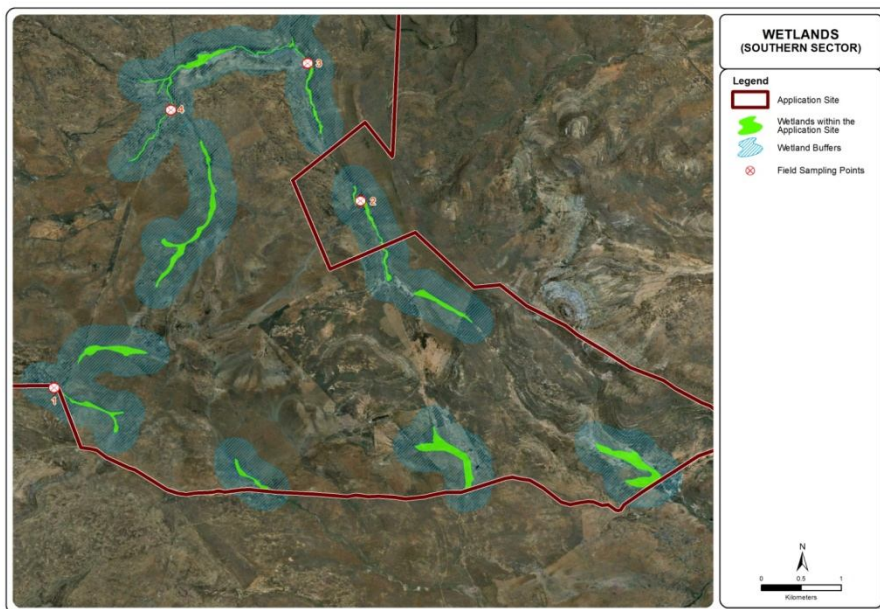 WETLANDS
(SOUTHERN SECTOR)
Legend
Application Site
Wetlands within the
Application Site
Wetland Buffers
Field Sampling Points
3
4
2
1
N
0 0.5 1
Kilometers